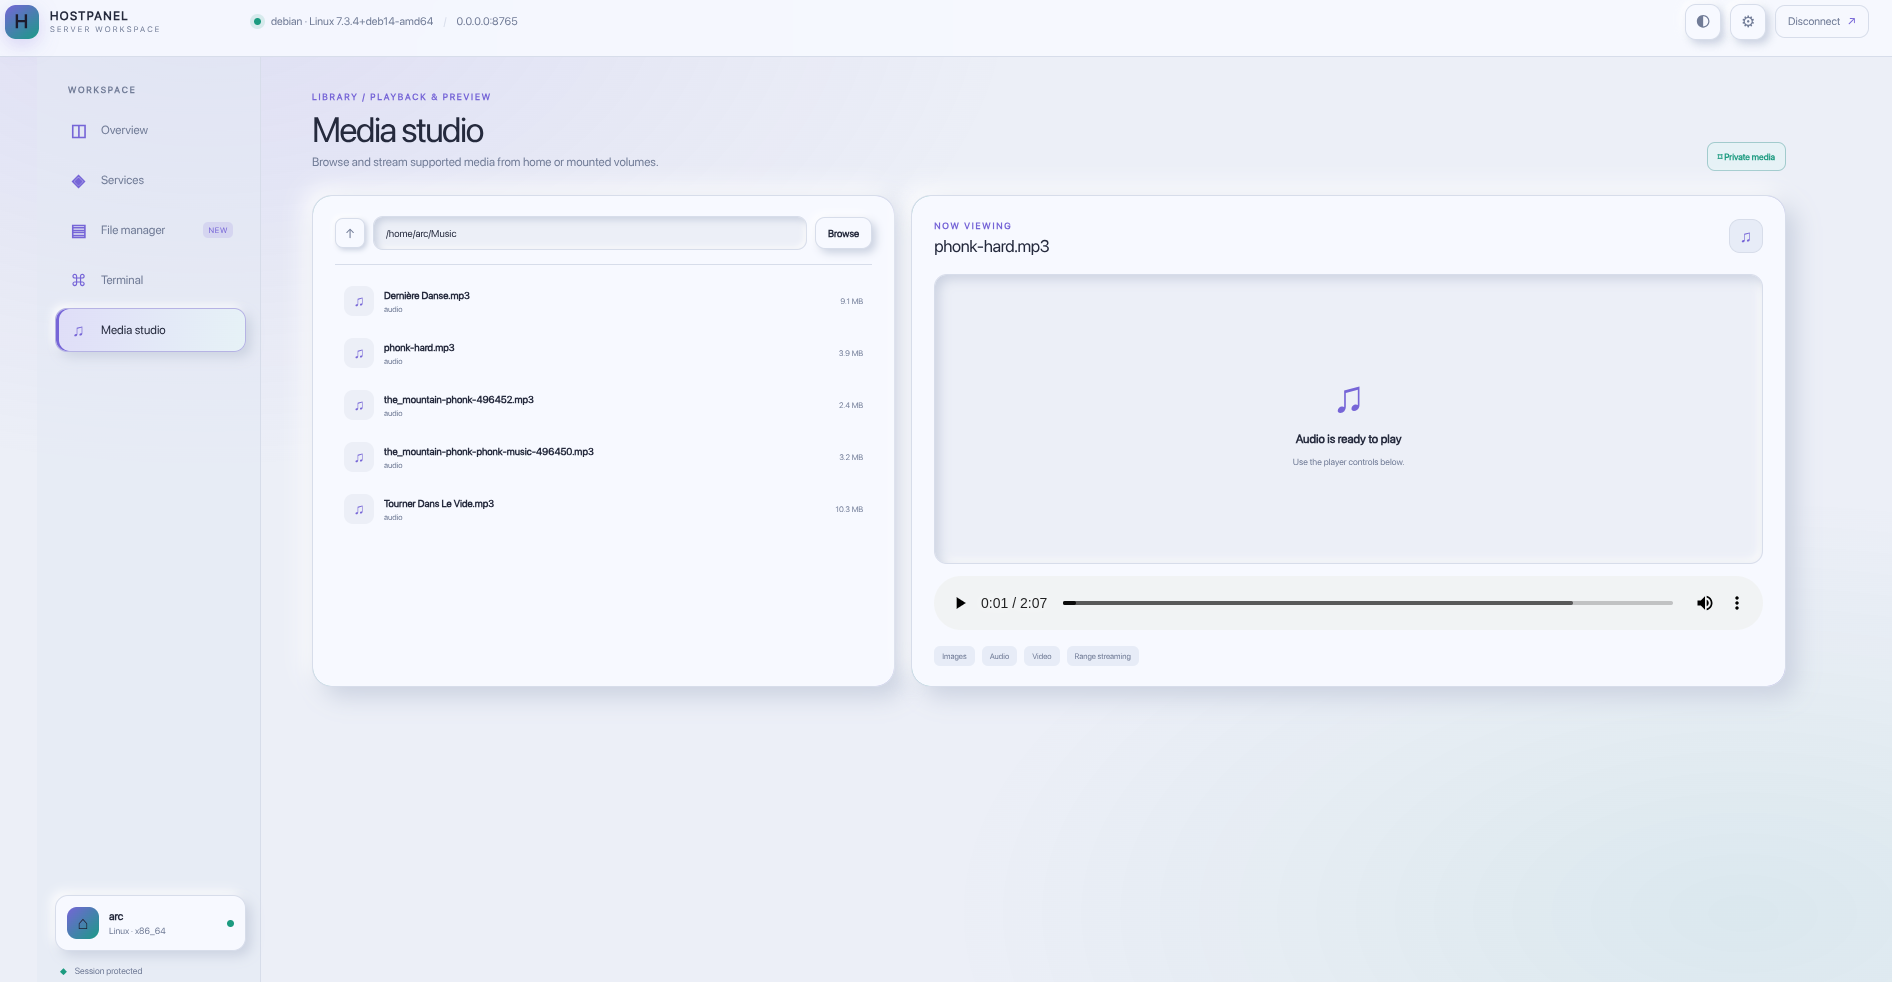 H
HOSTPANEL
SERVER WORKSPACE
debian · Linux 7.3.4+deb14-amd64 / 0.0.0.0:8765
Disconnect ↗
WORKSPACE
Overview
Services
File manager NEW
Terminal
Media studio
arc
Linux · x86_64
Session protected
LIBRARY / PLAYBACK & PREVIEW
Media studio
Browse and stream supported media from home or mounted volumes.
Private media
↑ /home/arc/Music Browse
Dernière Danse.mp3
audio
9.1 MB
phonk-hard.mp3
audio
3.9 MB
the_mountain-phonk-496452.mp3
audio
2.4 MB
the_mountain-phonk-phonk-music-496450.mp3
audio
3.2 MB
Tourner Dans Le Vide.mp3
audio
10.3 MB
NOW VIEWING
phonk-hard.mp3
Audio is ready to play
Use the player controls below.
0:01 / 2:07
Images Audio Video Range streaming